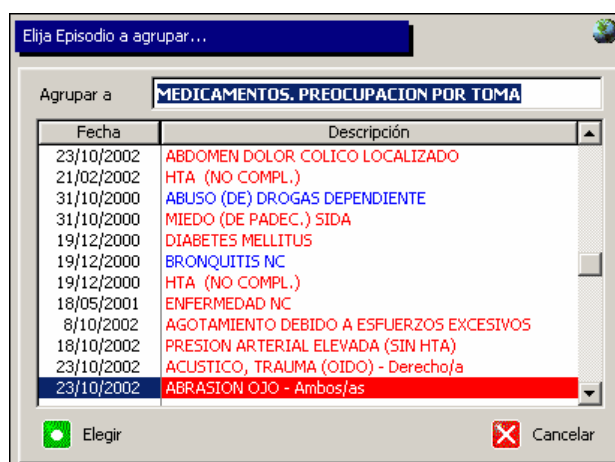 Elija Episodio a agrupar...
Agrupar a MEDICAMENTOS. PREOCUPACION POR TOMA
Fecha Descripción
23/10/2002 ABDOMEN DOLOR COLICO LOCALIZADO
21/02/2002 HTA (NO COMPL.)
31/10/2000 ABUSO (DE) DROGAS DEPENDIENTE
31/10/2000 MIEDO (DE PADEC.) SIDA
19/12/2000 DIABETES MELLITUS
19/12/2000 BRONQUITIS NC
19/12/2000 HTA (NO COMPL.)
18/05/2001 ENFERMEDAD NC
8/10/2002 AGOTAMIENTO DEBIDO A ESFUERZOS EXCESIVOS
18/10/2002 PRESION ARTERIAL ELEVADA (SIN HTA)
23/10/2002 ACUSTICO, TRAUMA (OIDO) - Derecho/a
23/10/2002 ABRASION OJO - Ambos/as
Elegir Cancelar